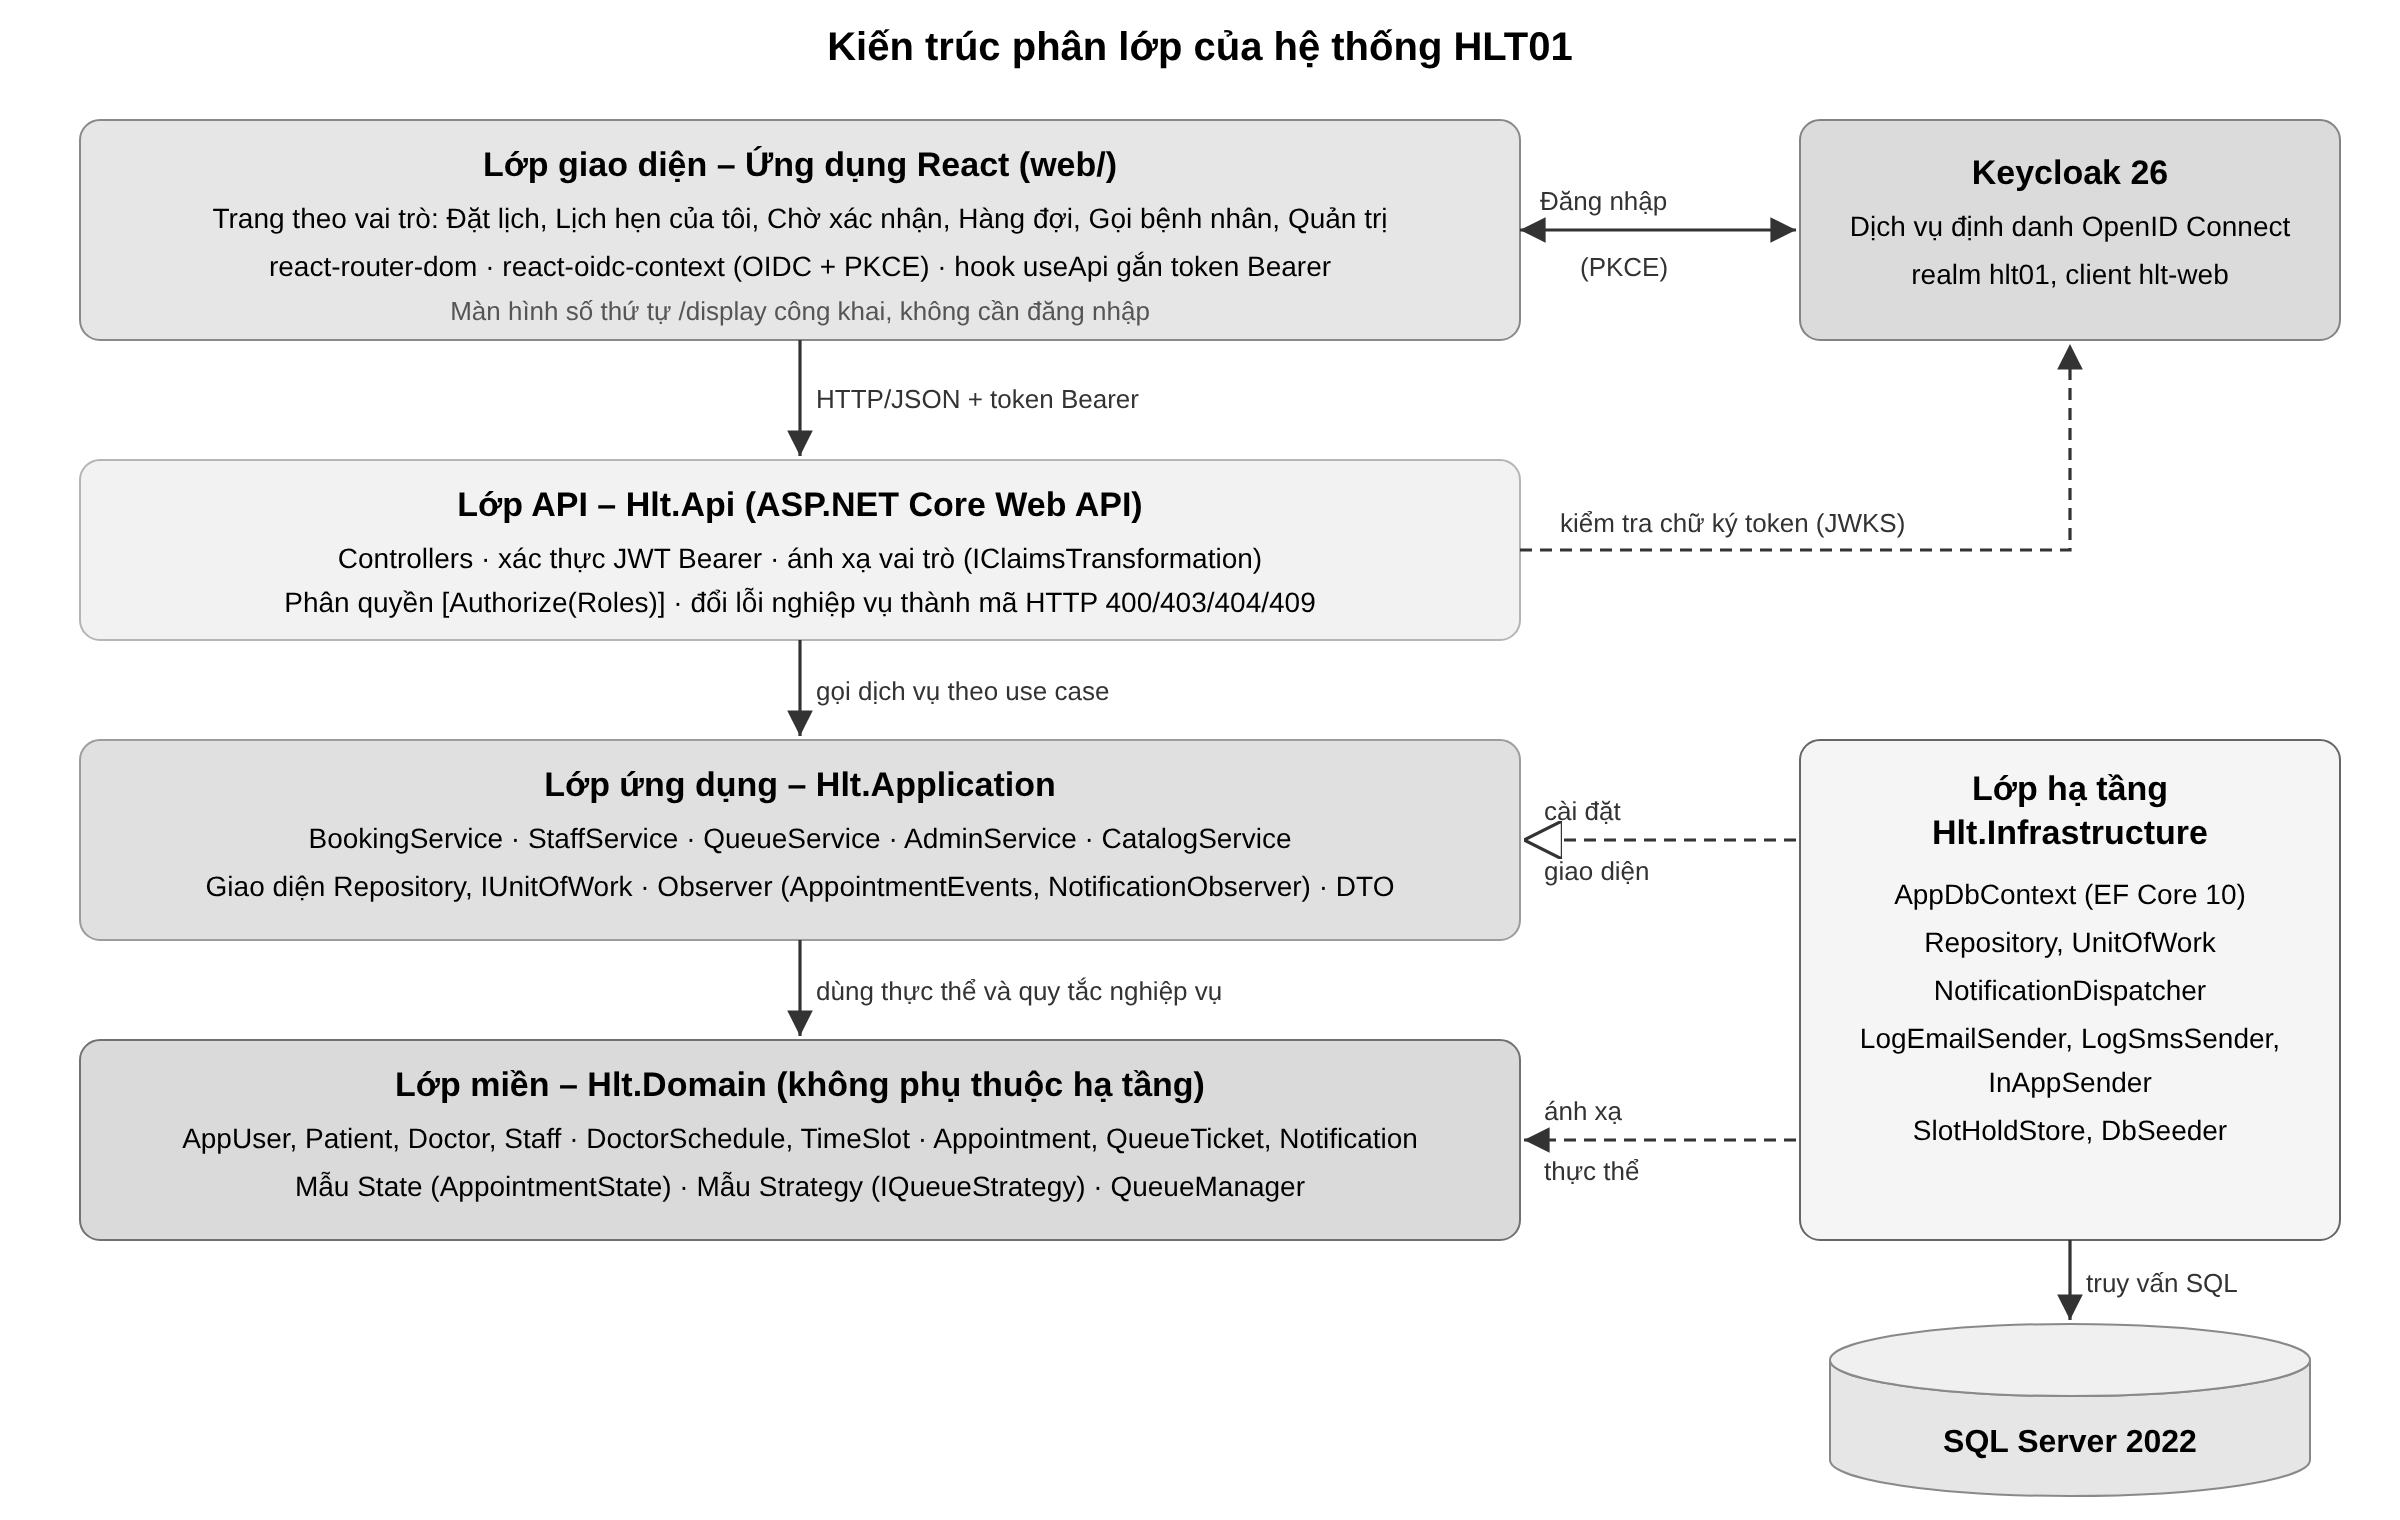 Kiến trúc phân lớp của hệ thống HLT01
Lớp giao diện – Ứng dụng React (web/)
Trang theo vai trò: Đặt lịch, Lịch hẹn của tôi, Chờ xác nhận, Hàng đợi, Gọi bệnh nhân, Quản trị
react-router-dom · react-oidc-context (OIDC + PKCE) · hook useApi gắn token Bearer
Màn hình số thứ tự /display công khai, không cần đăng nhập
Đăng nhập
(PKCE)
Keycloak 26
Dịch vụ định danh OpenID Connect
realm hlt01, client hlt-web
HTTP/JSON + token Bearer
Lớp API – Hlt.Api (ASP.NET Core Web API)
Controllers · xác thực JWT Bearer · ánh xạ vai trò (IClaimsTransformation)
Phân quyền [Authorize(Roles)] · đổi lỗi nghiệp vụ thành mã HTTP 400/403/404/409
kiểm tra chữ ký token (JWKS)
gọi dịch vụ theo use case
Lớp ứng dụng – Hlt.Application
BookingService · StaffService · QueueService · AdminService · CatalogService
Giao diện Repository, IUnitOfWork · Observer (AppointmentEvents, NotificationObserver) · DTO
cài đặt
giao diện
Lớp hạ tầng
Hlt.Infrastructure
AppDbContext (EF Core 10)
Repository, UnitOfWork
NotificationDispatcher
LogEmailSender, LogSmsSender,
InAppSender
SlotHoldStore, DbSeeder
dùng thực thể và quy tắc nghiệp vụ
Lớp miền – Hlt.Domain (không phụ thuộc hạ tầng)
AppUser, Patient, Doctor, Staff · DoctorSchedule, TimeSlot · Appointment, QueueTicket, Notification
Mẫu State (AppointmentState) · Mẫu Strategy (IQueueStrategy) · QueueManager
ánh xạ
thực thể
truy vấn SQL
SQL Server 2022